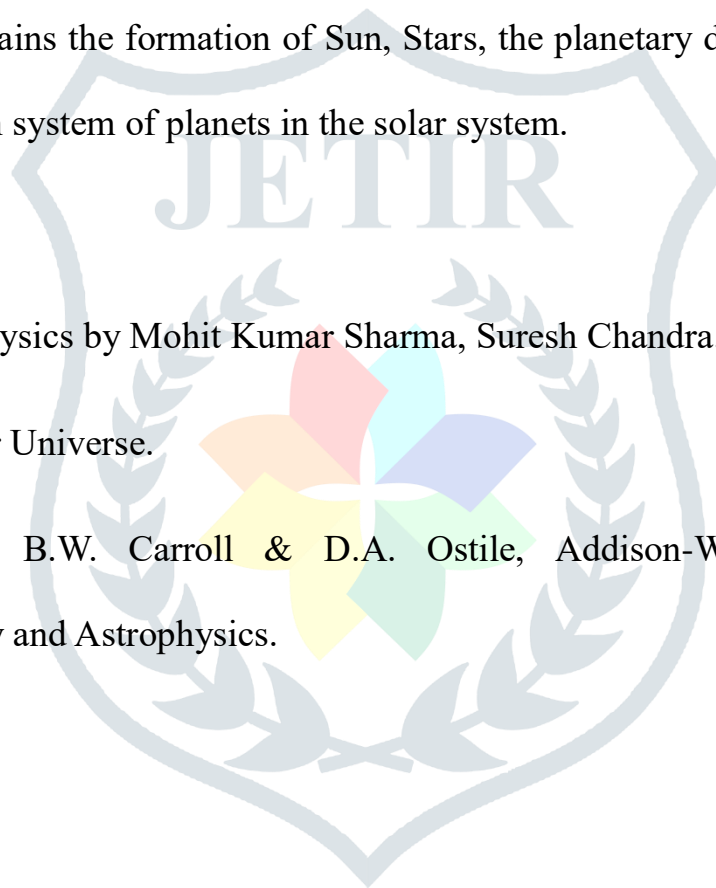 ains the formation of Sun, Stars, the planetary d
system of planets in the solar system.
JETIR
ysics by Mohit Kumar Sharma, Suresh Chandra.
Universe.
B.W. Carroll & D.A. Ostile, Addison-W
and Astrophysics.